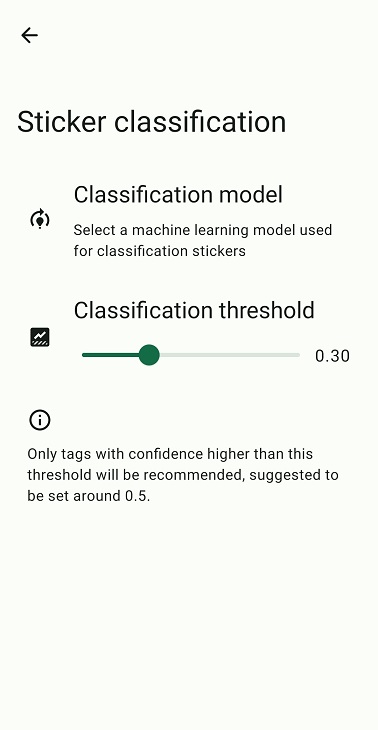 Sticker classification
Classification model
Select a machine learning model used
for classification stickers
Classification threshold
0.30
Only tags with confidence higher than this
threshold will be recommended, suggested to
be set around 0.5.